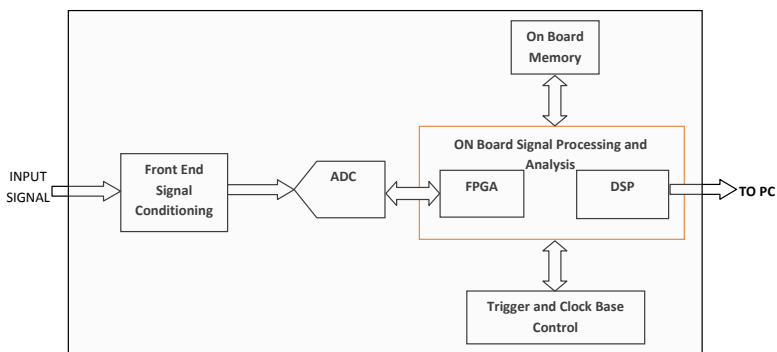 On Board
Memory
ON Board Signal Processing and
Analysis
INPUT
SIGNAL
Front End
Signal
Conditioning
ADC
FPGA
DSP
TO PC
Trigger and Clock Base
Control